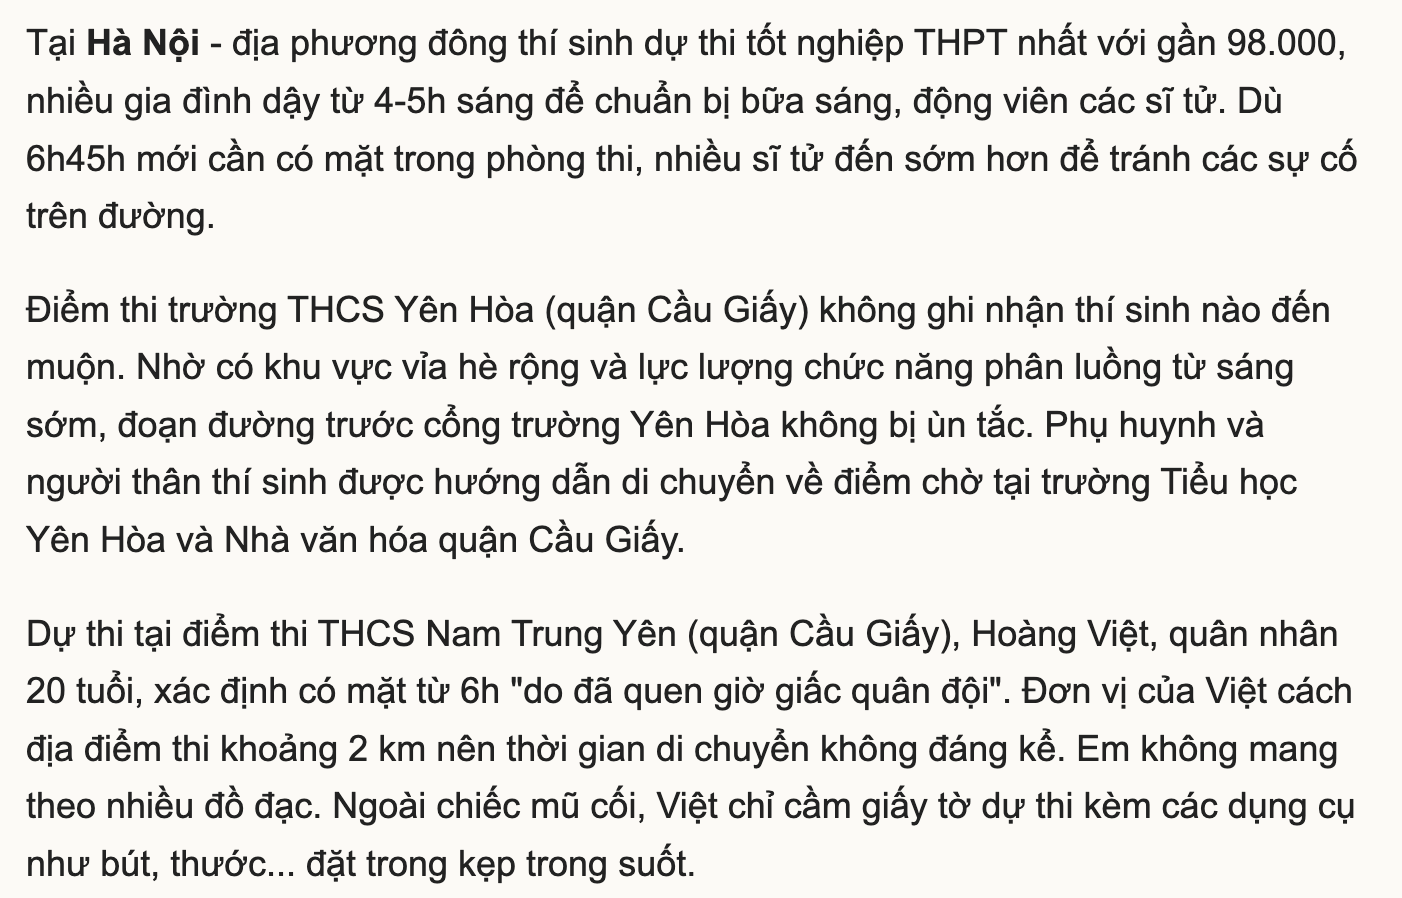 Tại Hà Nội - địa phương đông thí sinh dự thi tốt nghiệp THPT nhất với gần 98.000,
nhiều gia đình dậy từ 4-5h sáng để chuẩn bị bữa sáng, động viên các sĩ tử. Dù
6h45h mới cần có mặt trong phòng thi, nhiều sĩ tử đến sớm hơn để tránh các sự cố
trên đường.
Điểm thi trường THCS Yên Hòa (quận Cầu Giấy) không ghi nhận thí sinh nào đến
muộn. Nhờ có khu vực vỉa hè rộng và lực lượng chức năng phân luồng từ sáng
sớm, đoạn đường trước cổng trường Yên Hòa không bị ùn tắc. Phụ huynh và
người thân thí sinh được hướng dẫn di chuyển về điểm chờ tại trường Tiểu học
Yên Hòa và Nhà văn hóa quận Cầu Giấy.
Dự thi tại điểm thi THCS Nam Trung Yên (quận Cầu Giấy), Hoàng Việt, quân nhân
20 tuổi, xác định có mặt từ 6h "do đã quen giờ giấc quân đội". Đơn vị của Việt cách
địa điểm thi khoảng 2 km nên thời gian di chuyển không đáng kể. Em không mang
theo nhiều đồ đạc. Ngoài chiếc mũ cối, Việt chỉ cầm giấy tờ dự thi kèm các dụng cụ
như bút, thước... đặt trong kẹp trong suốt.